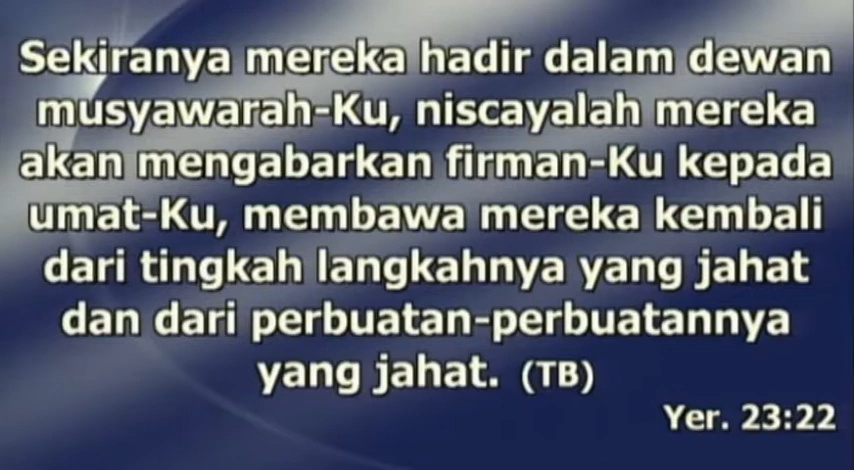 Sekiranya mereka hadir dalam dewan
musyawarah-Ku, niscayalah mereka
akan mengabarkan firman-Ku kepada
umat-Ku, membawa mereka kembali
dari tingkah langkahnya yang jahat
dan dari perbuatan-perbuatannya
yang jahat. (TB)
Yer. 23:22